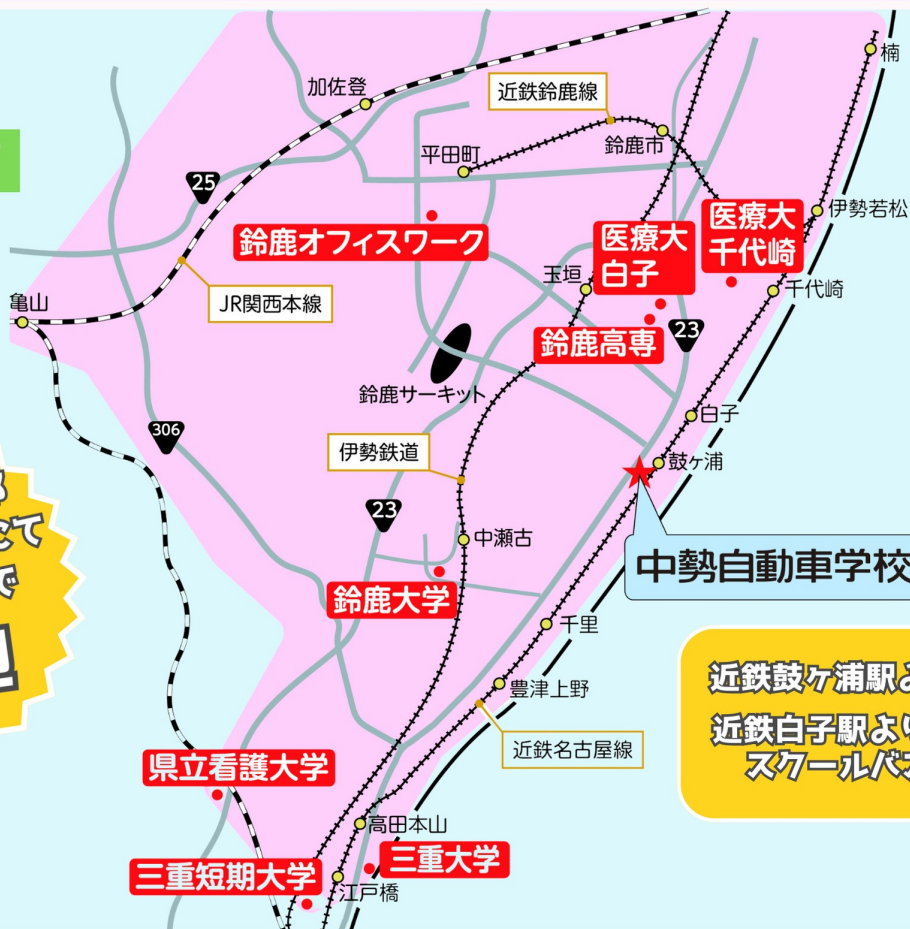 楠
加佐登
近鉄鈴鹿線
平田町
鈴鹿市
25
伊勢若松
医療大
千代崎
医療大
白子
鈴鹿オフィスワーク
玉垣
千代崎
JR関西本線
亀山
23
鈴鹿高専
鈴鹿サーキット
白子
306
伊勢鉄道
鼓ヶ浦
23
中瀬古
中勢自動車学校
鈴鹿大学
千里
豊津上野
近鉄鼓ヶ浦駅よ
近鉄白子駅より
スクールバス
近鉄名古屋線
県立看護大学
高田本山
三重大学
三重短期大学
江戸橋
て
で